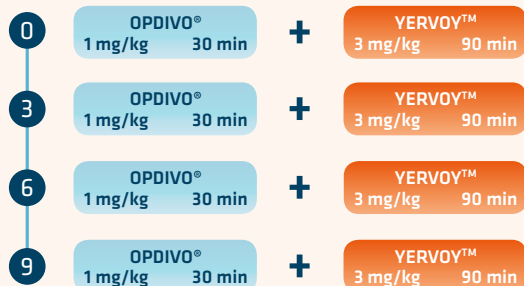 0 OPDIVO® + YERVOY™
1 mg/kg 30 min 3 mg/kg 90 min
3 OPDIVO® + YERVOY™
1 mg/kg 30 min 3 mg/kg 90 min
6 OPDIVO® + YERVOY™
1 mg/kg 30 min 3 mg/kg 90 min
9 OPDIVO® + YERVOY™
1 mg/kg 30 min 3 mg/kg 90 min